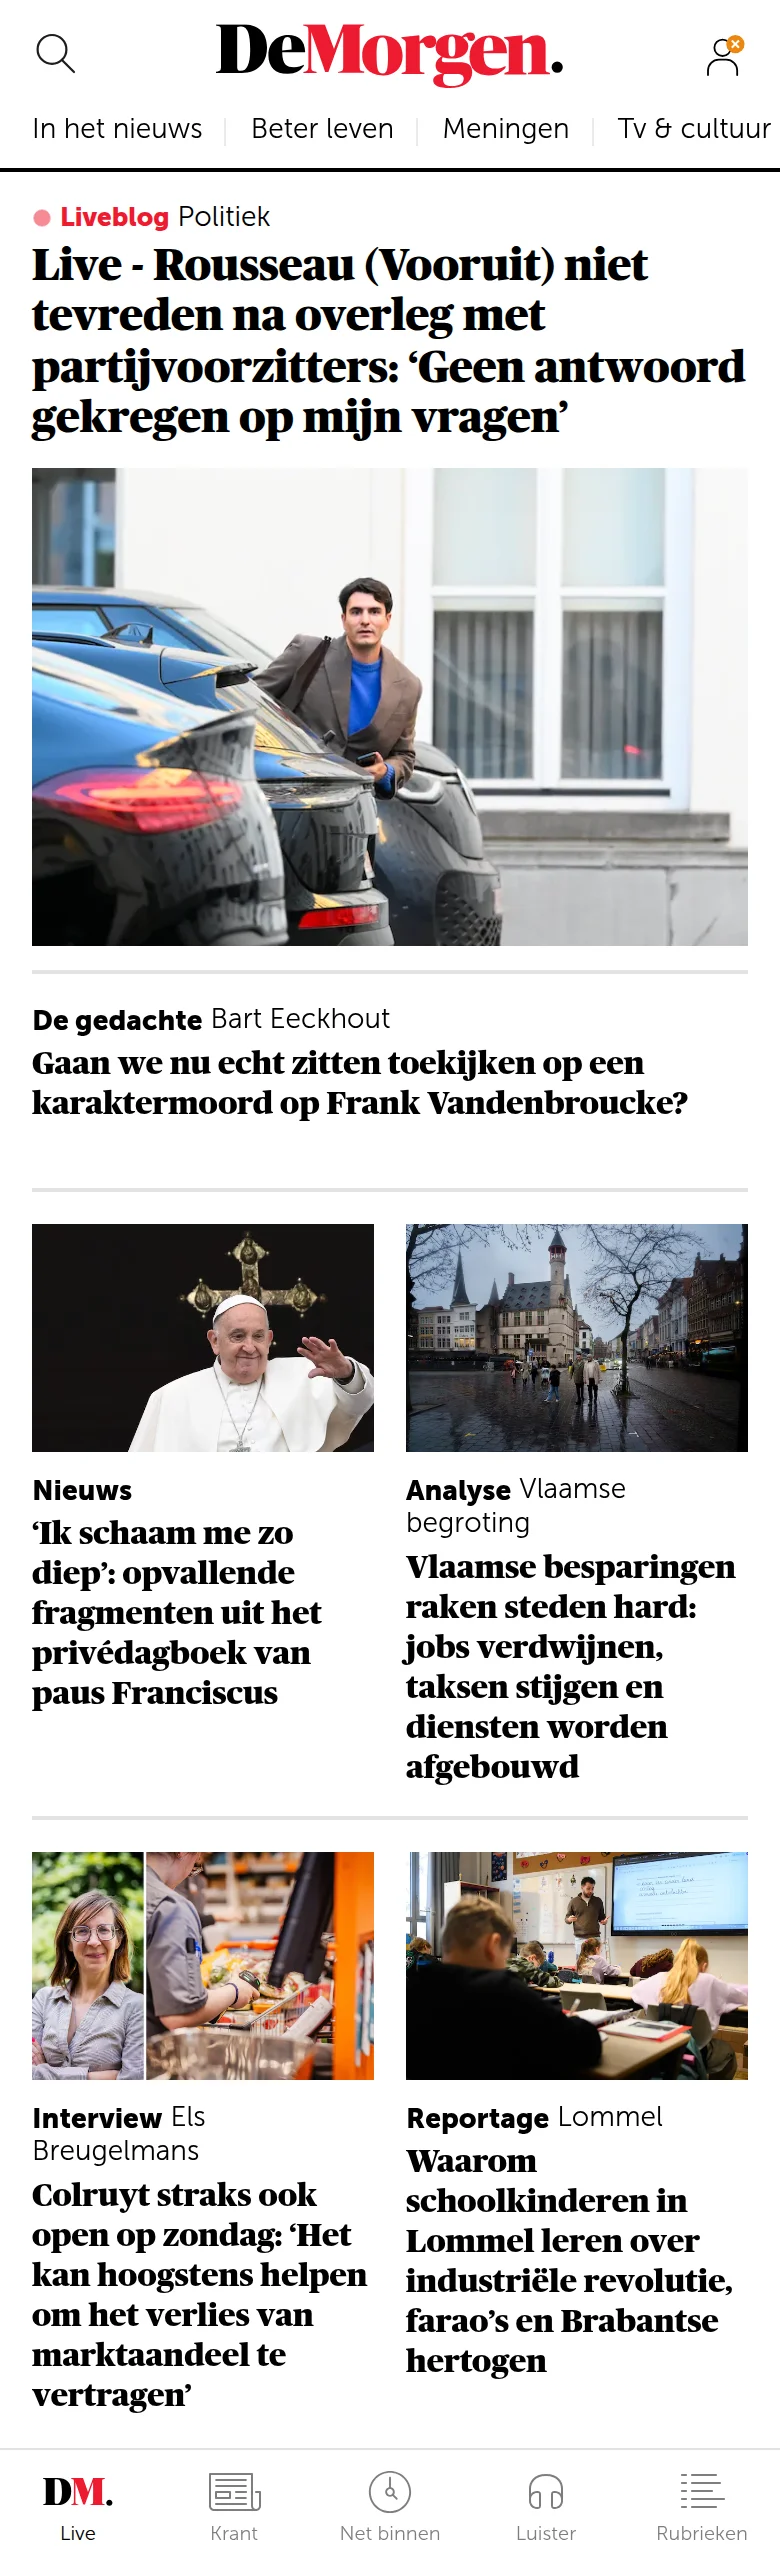 DeMorgen.
In het nieuws
Beter leven
Meningen
Tv & cultuur
Liveblog Politiek
Live - Rousseau (Vooruit) niet
tevreden na overleg met
partijvoorzitters: ‘Geen antwoord
gekregen op mijn vragen’
De gedachte Bart Eeckhout
Gaan we nu echt zitten toekijken op een
karaktermoord op Frank Vandenbroucke?
Nieuws
‘Ik schaam me zo
diep’: opvallende
fragmenten uit het
privédagboek van
paus Franciscus
Analyse Vlaamse
begroting
Vlaamse besparingen
raken steden hard:
jobs verdwijnen,
taksen stijgen en
diensten worden
afgebouwd
Interview Els
Breugelmans
Colruyt straks ook
open op zondag: ‘Het
kan hoogstens helpen
om het verlies van
marktaandeel te
vertragen’
Reportage Lommel
Waarom
schoolkinderen in
Lommel leren over
industriële revolutie,
farao’s en Brabantse
hertogen
DM.
Live
Krant
Net binnen
Luister
Rubrieken